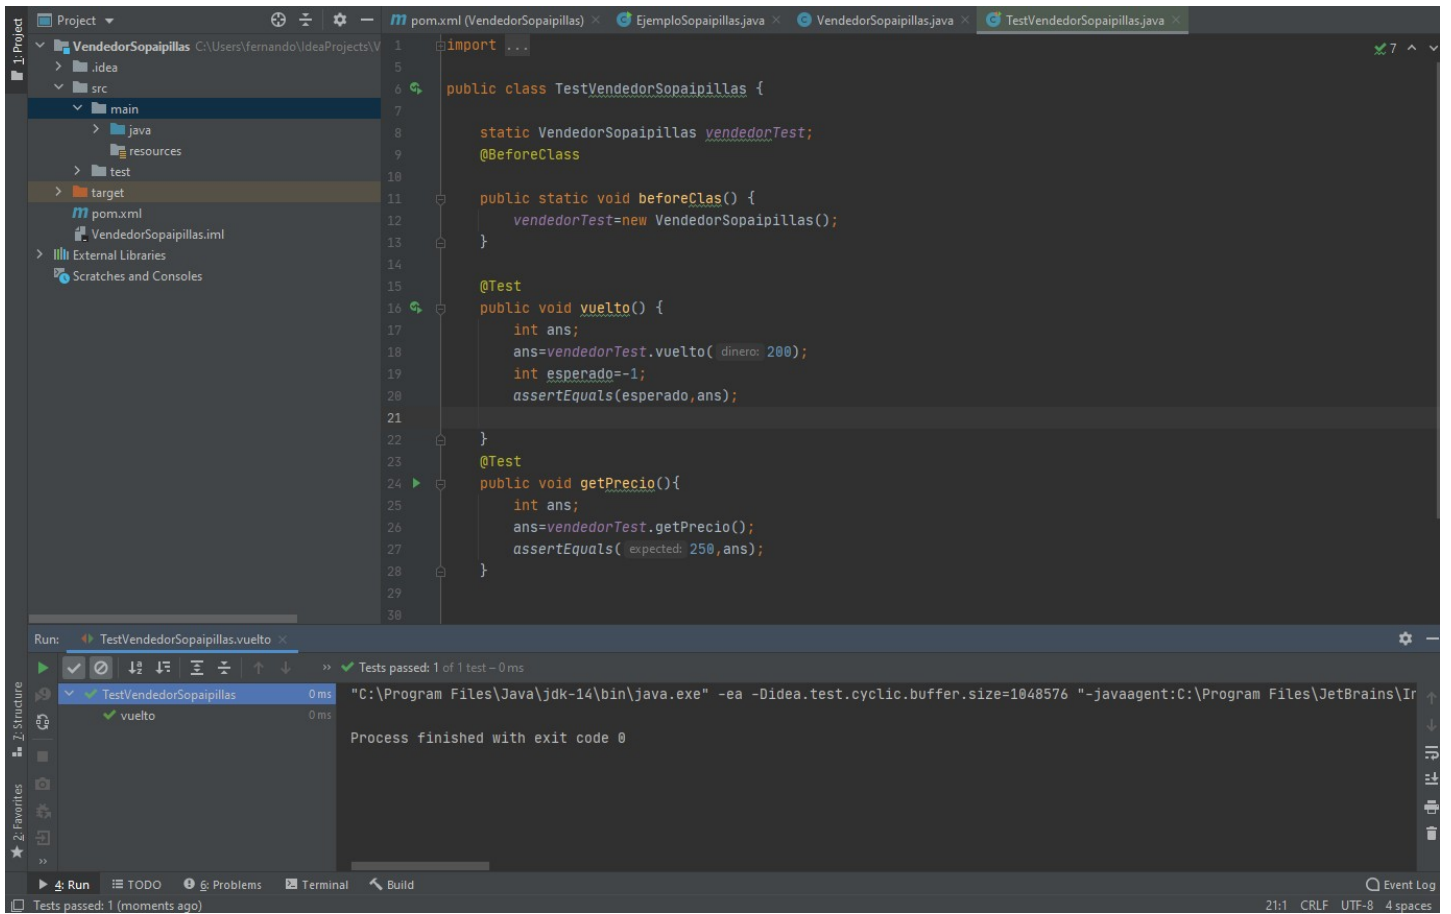 Project
pom.xml (VendedorSopaipillas)
EjemploSopaipillas.java
VendedorSopaipillas.java
TestVendedorSopaipillas.java
1: Project
VendedorSopaipillas C:\Users\fernando\IdeaProjects\V
.idea
src
main
java
resources
test
target
pom.xml
VendedorSopaipillas.iml
External Libraries
Scratches and Consoles
7
1 import ...
5
6 public class TestVendedorSopaipillas {
7
8 static VendedorSopaipillas vendedorTest;
9 @BeforeClass
10
11 public static void beforeClas() {
12 vendedorTest=new VendedorSopaipillas();
13 }
14
15 @Test
16 public void vuelto() {
17 int ans;
18 ans=vendedorTest.vuelto( dinero: 200);
19 int esperado=-1;
20 assertEquals(esperado,ans);
21
22 }
23 @Test
24 public void getPrecio(){
25 int ans;
26 ans=vendedorTest.getPrecio();
27 assertEquals( expected: 250,ans);
28 }
29
30
Run: TestVendedorSopaipillas.vuelto
Tests passed: 1 of 1 test – 0 ms
TestVendedorSopaipillas 0 ms
vuelto 0 ms
"C:\Program Files\Java\jdk-14\bin\java.exe" -ea -Didea.test.cyclic.buffer.size=1048576 "-javaagent:C:\Program Files\JetBrains\In
Process finished with exit code 0
7: Structure
2: Favorites
4: Run
TODO
6: Problems
Terminal
Build
Event Log
Tests passed: 1 (moments ago)
21:1 CRLF UTF-8 4 spaces